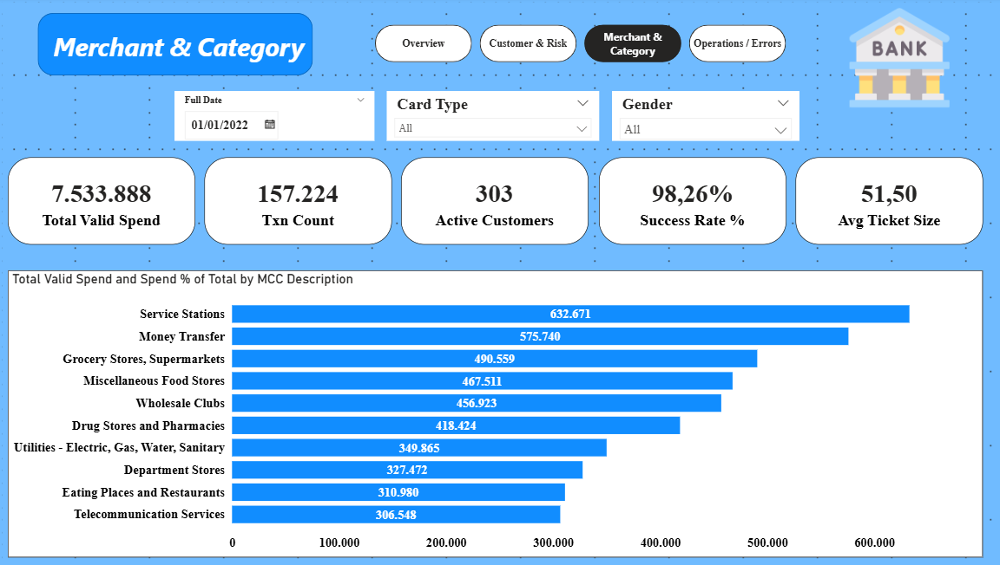 Merchant & Category
Overview
Customer & Risk
Merchant &
Category
Operations / Errors
BANK
Full Date
01/01/2022
Card Type
All
Gender
All
7.533.888
Total Valid Spend
157.224
Txn Count
303
Active Customers
98,26%
Success Rate %
51,50
Avg Ticket Size
Total Valid Spend and Spend % of Total by MCC Description
Service Stations 632.671
Money Transfer 575.740
Grocery Stores, Supermarkets 490.559
Miscellaneous Food Stores 467.511
Wholesale Clubs 456.923
Drug Stores and Pharmacies 418.424
Utilities - Electric, Gas, Water, Sanitary 349.865
Department Stores 327.472
Eating Places and Restaurants 310.980
Telecommunication Services 306.548
0 100.000 200.000 300.000 400.000 500.000 600.000